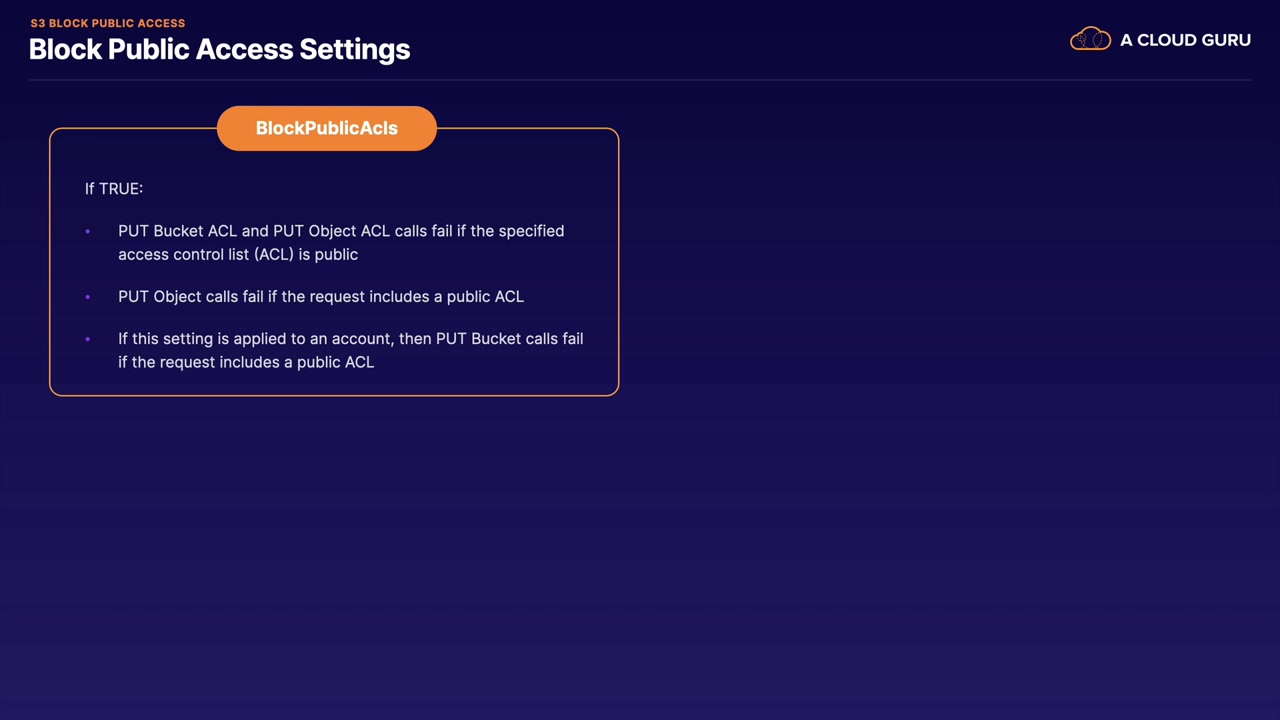 S3 BLOCK PUBLIC ACCESS
Block Public Access Settings
A CLOUD GURU
BlockPublicAcls
If TRUE:
• PUT Bucket ACL and PUT Object ACL calls fail if the specified
access control list (ACL) is public
• PUT Object calls fail if the request includes a public ACL
• If this setting is applied to an account, then PUT Bucket calls fail
if the request includes a public ACL